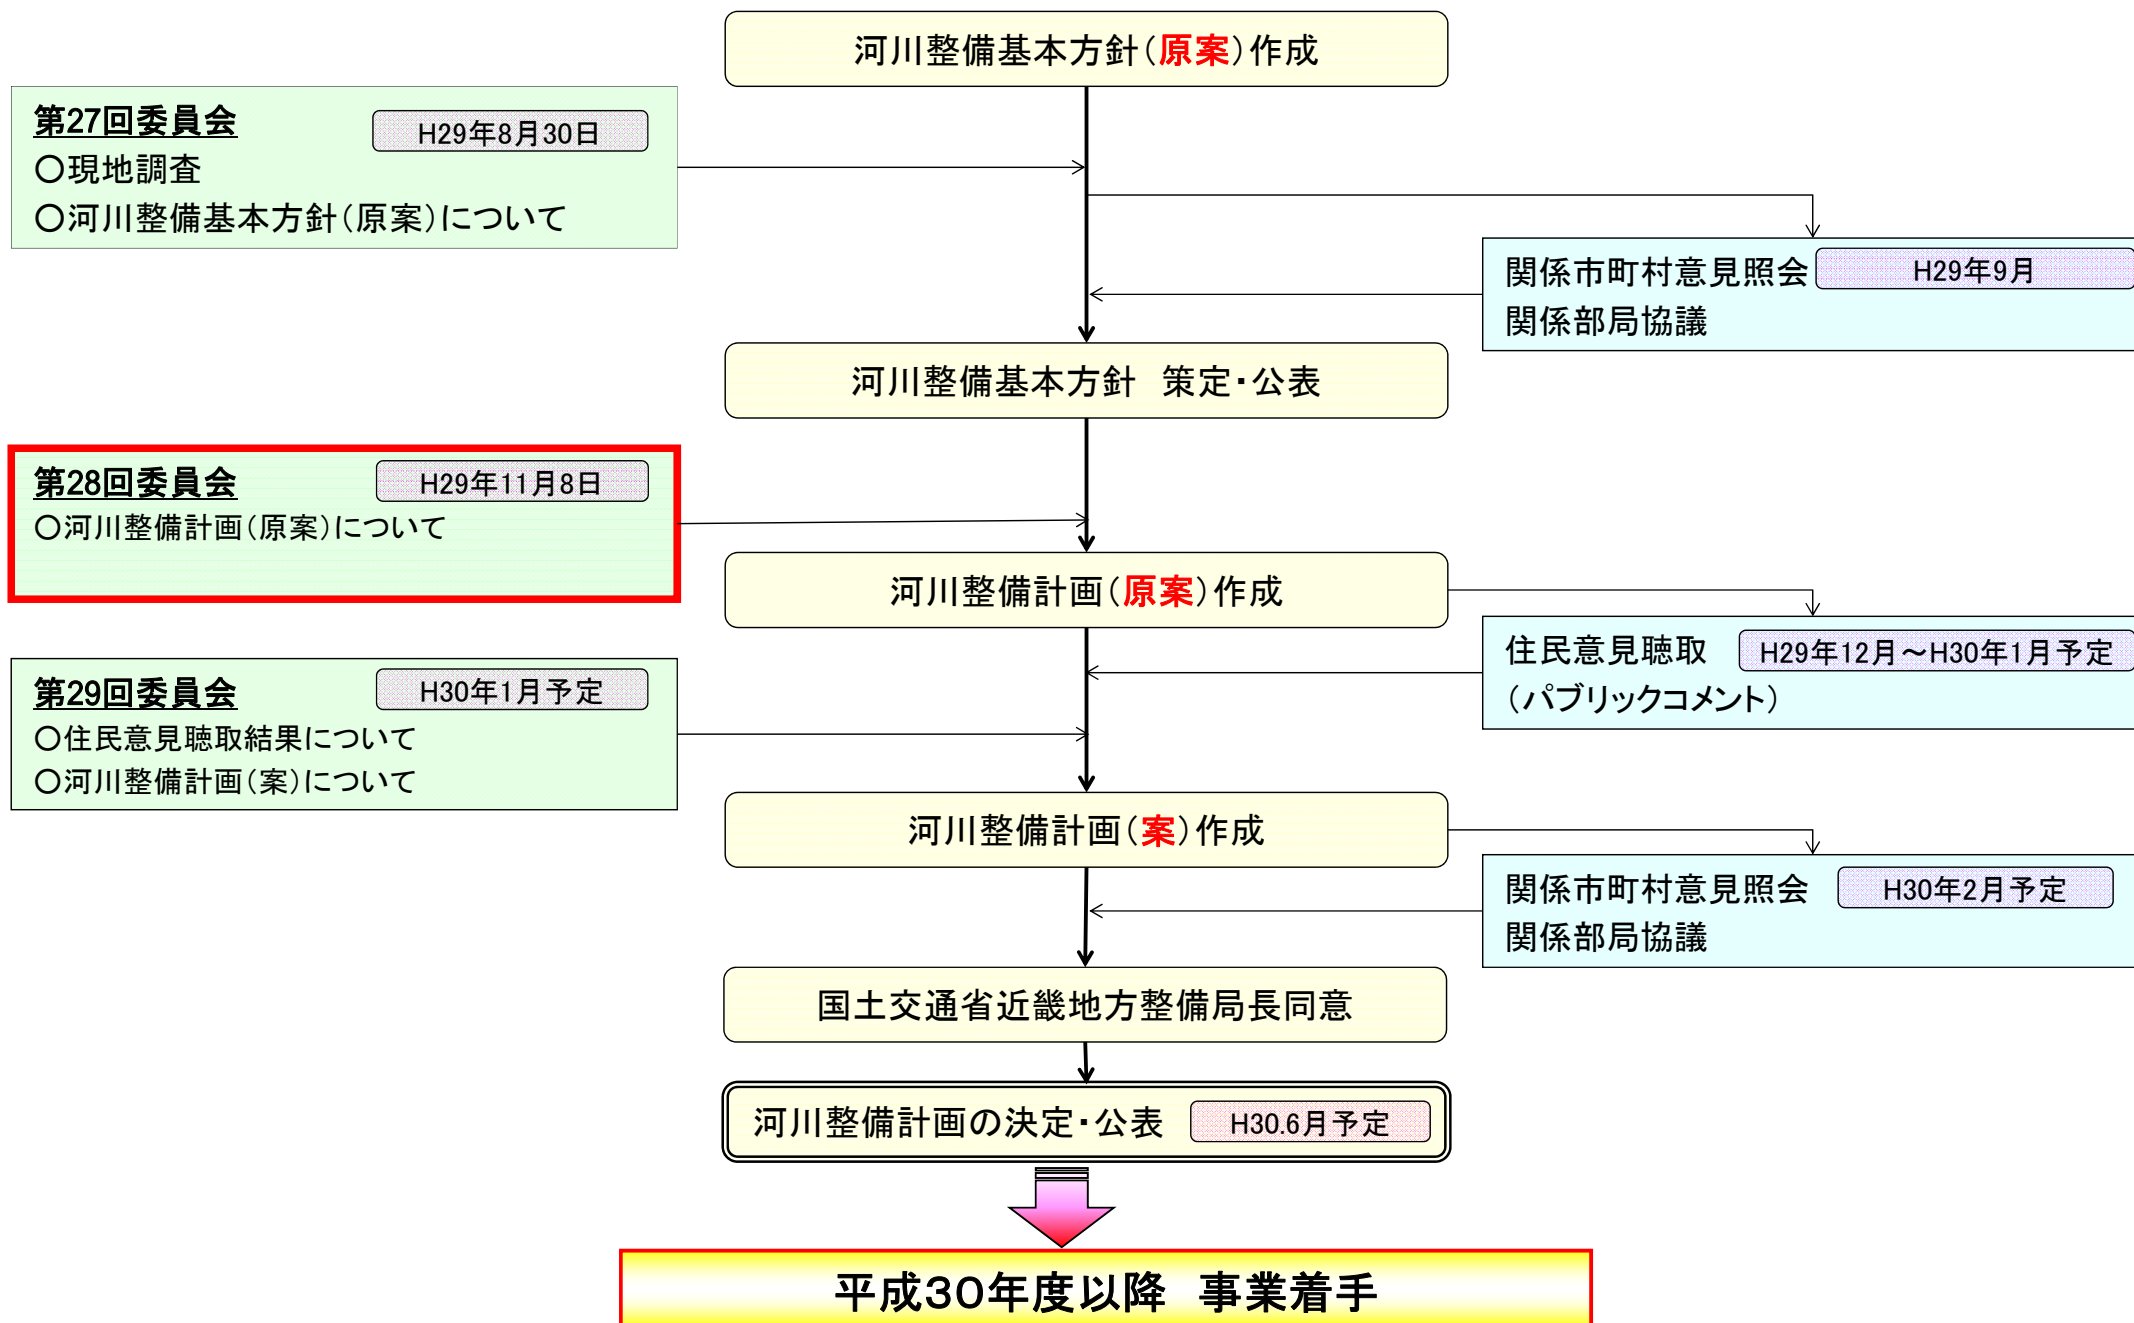 河川整備基本方針（原案）作成
第27回委員会
H29年8月30日
〇現地調査
〇河川整備基本方針（原案）について
関係市町村意見照会
H29年9月
関係部局協議
河川整備基本方針　策定・公表
第28回委員会
H29年11月8日
〇河川整備計画（原案）について
河川整備計画（原案）作成
住民意見聴取
H29年12月～H30年1月予定
（パブリックコメント）
第29回委員会
H30年1月予定
〇住民意見聴取結果について
〇河川整備計画（案）について
河川整備計画（案）作成
関係市町村意見照会
H30年2月予定
関係部局協議
国土交通省近畿地方整備局長同意
河川整備計画の決定・公表
H30.6月予定
平成30年度以降　事業着手